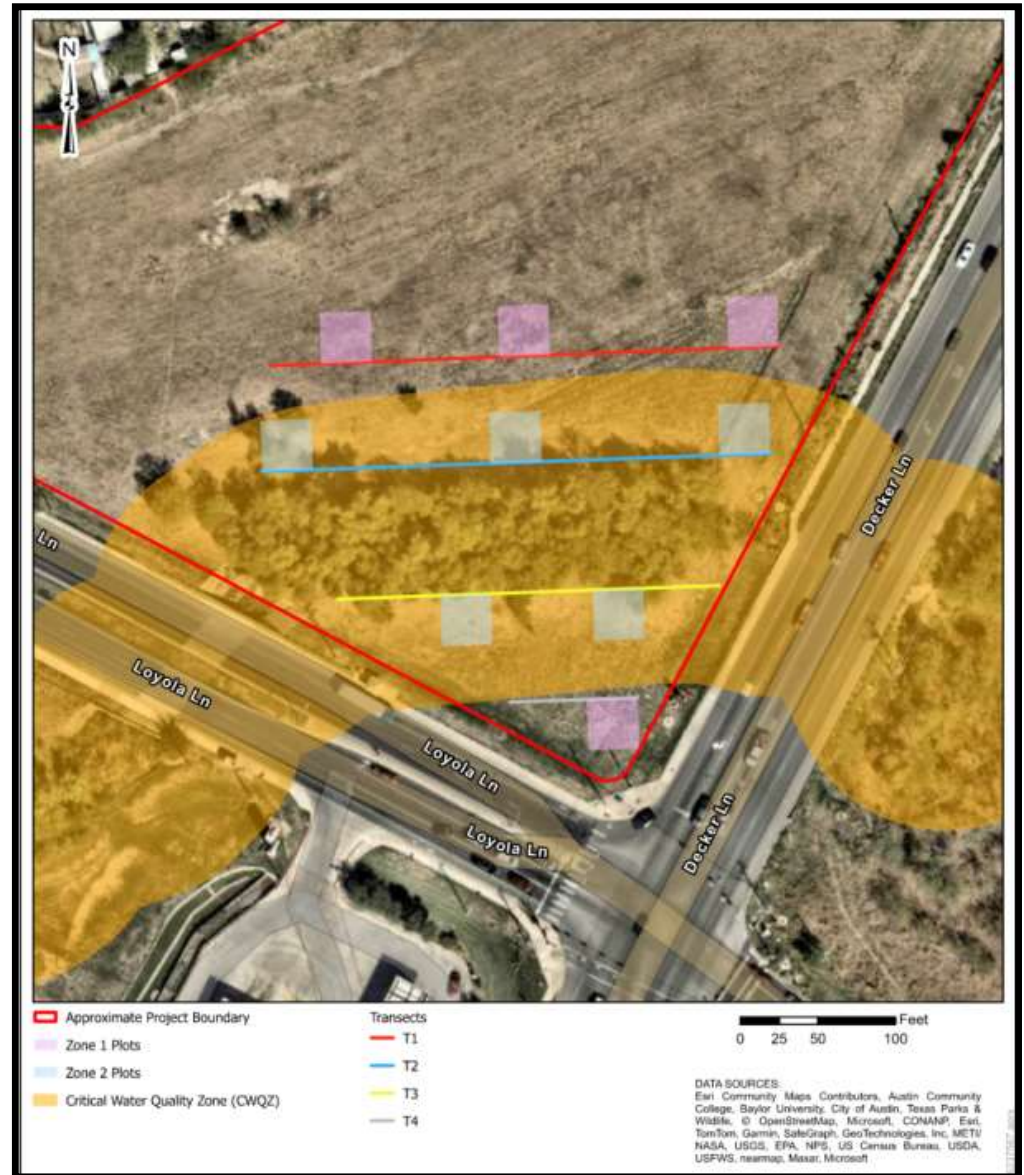 N
Ln
Decker Ln
Loyola Ln
Loyola Ln
Loyola Ln
Decker Ln
Approximate Project Boundary
Zone 1 Plots
Zone 2 Plots
Critical Water Quality Zone (CWQZ)
Transects
T1
T2
T3
T4
Feet
0 25 50 100
DATA SOURCES:
Esri Community Maps Contributors, Austin Community
College, Baylor University, City of Austin, Texas Parks &
Wildlife, © OpenStreetMap, Microsoft, CONANP, Esri,
TomTom, Garmin, SafeGraph, GeoTechnologies, Inc, METI/
NASA, USGS, EPA, NPS, US Census Bureau, USDA,
USFWS, nearmap, Maxar, Microsoft